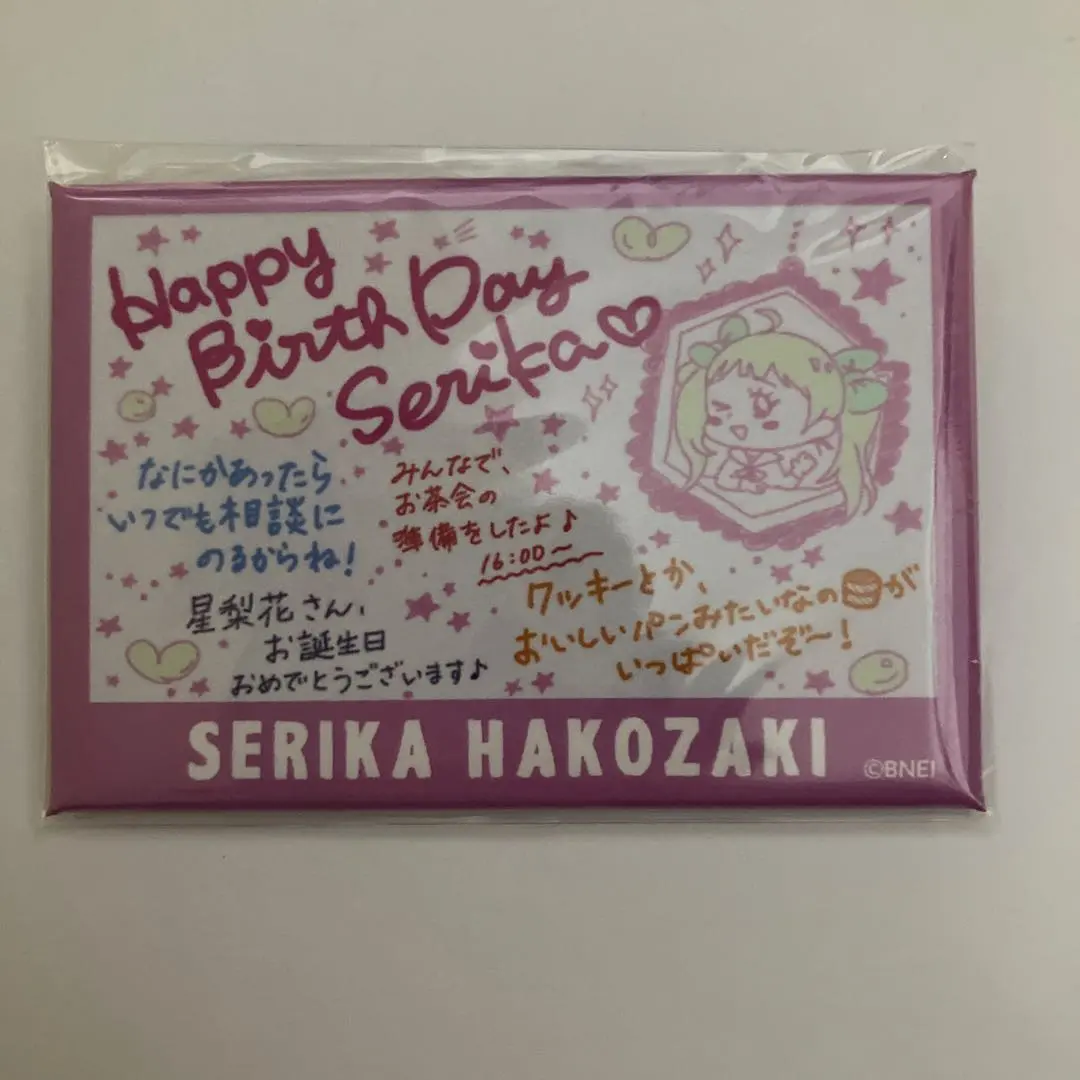 Happy
Birth Day
Serika♡
なにかあったら
いつでも相談に
のるからね!
みんなで、
お茶会の
準備をしたよ♪
16:00〜
星梨花さん、
お誕生日
おめでとうございます♪
クッキーとか、
おいしいパンみたいなのが
いっぱいだぞ〜!
SERIKA HAKOZAKI
©BNEI